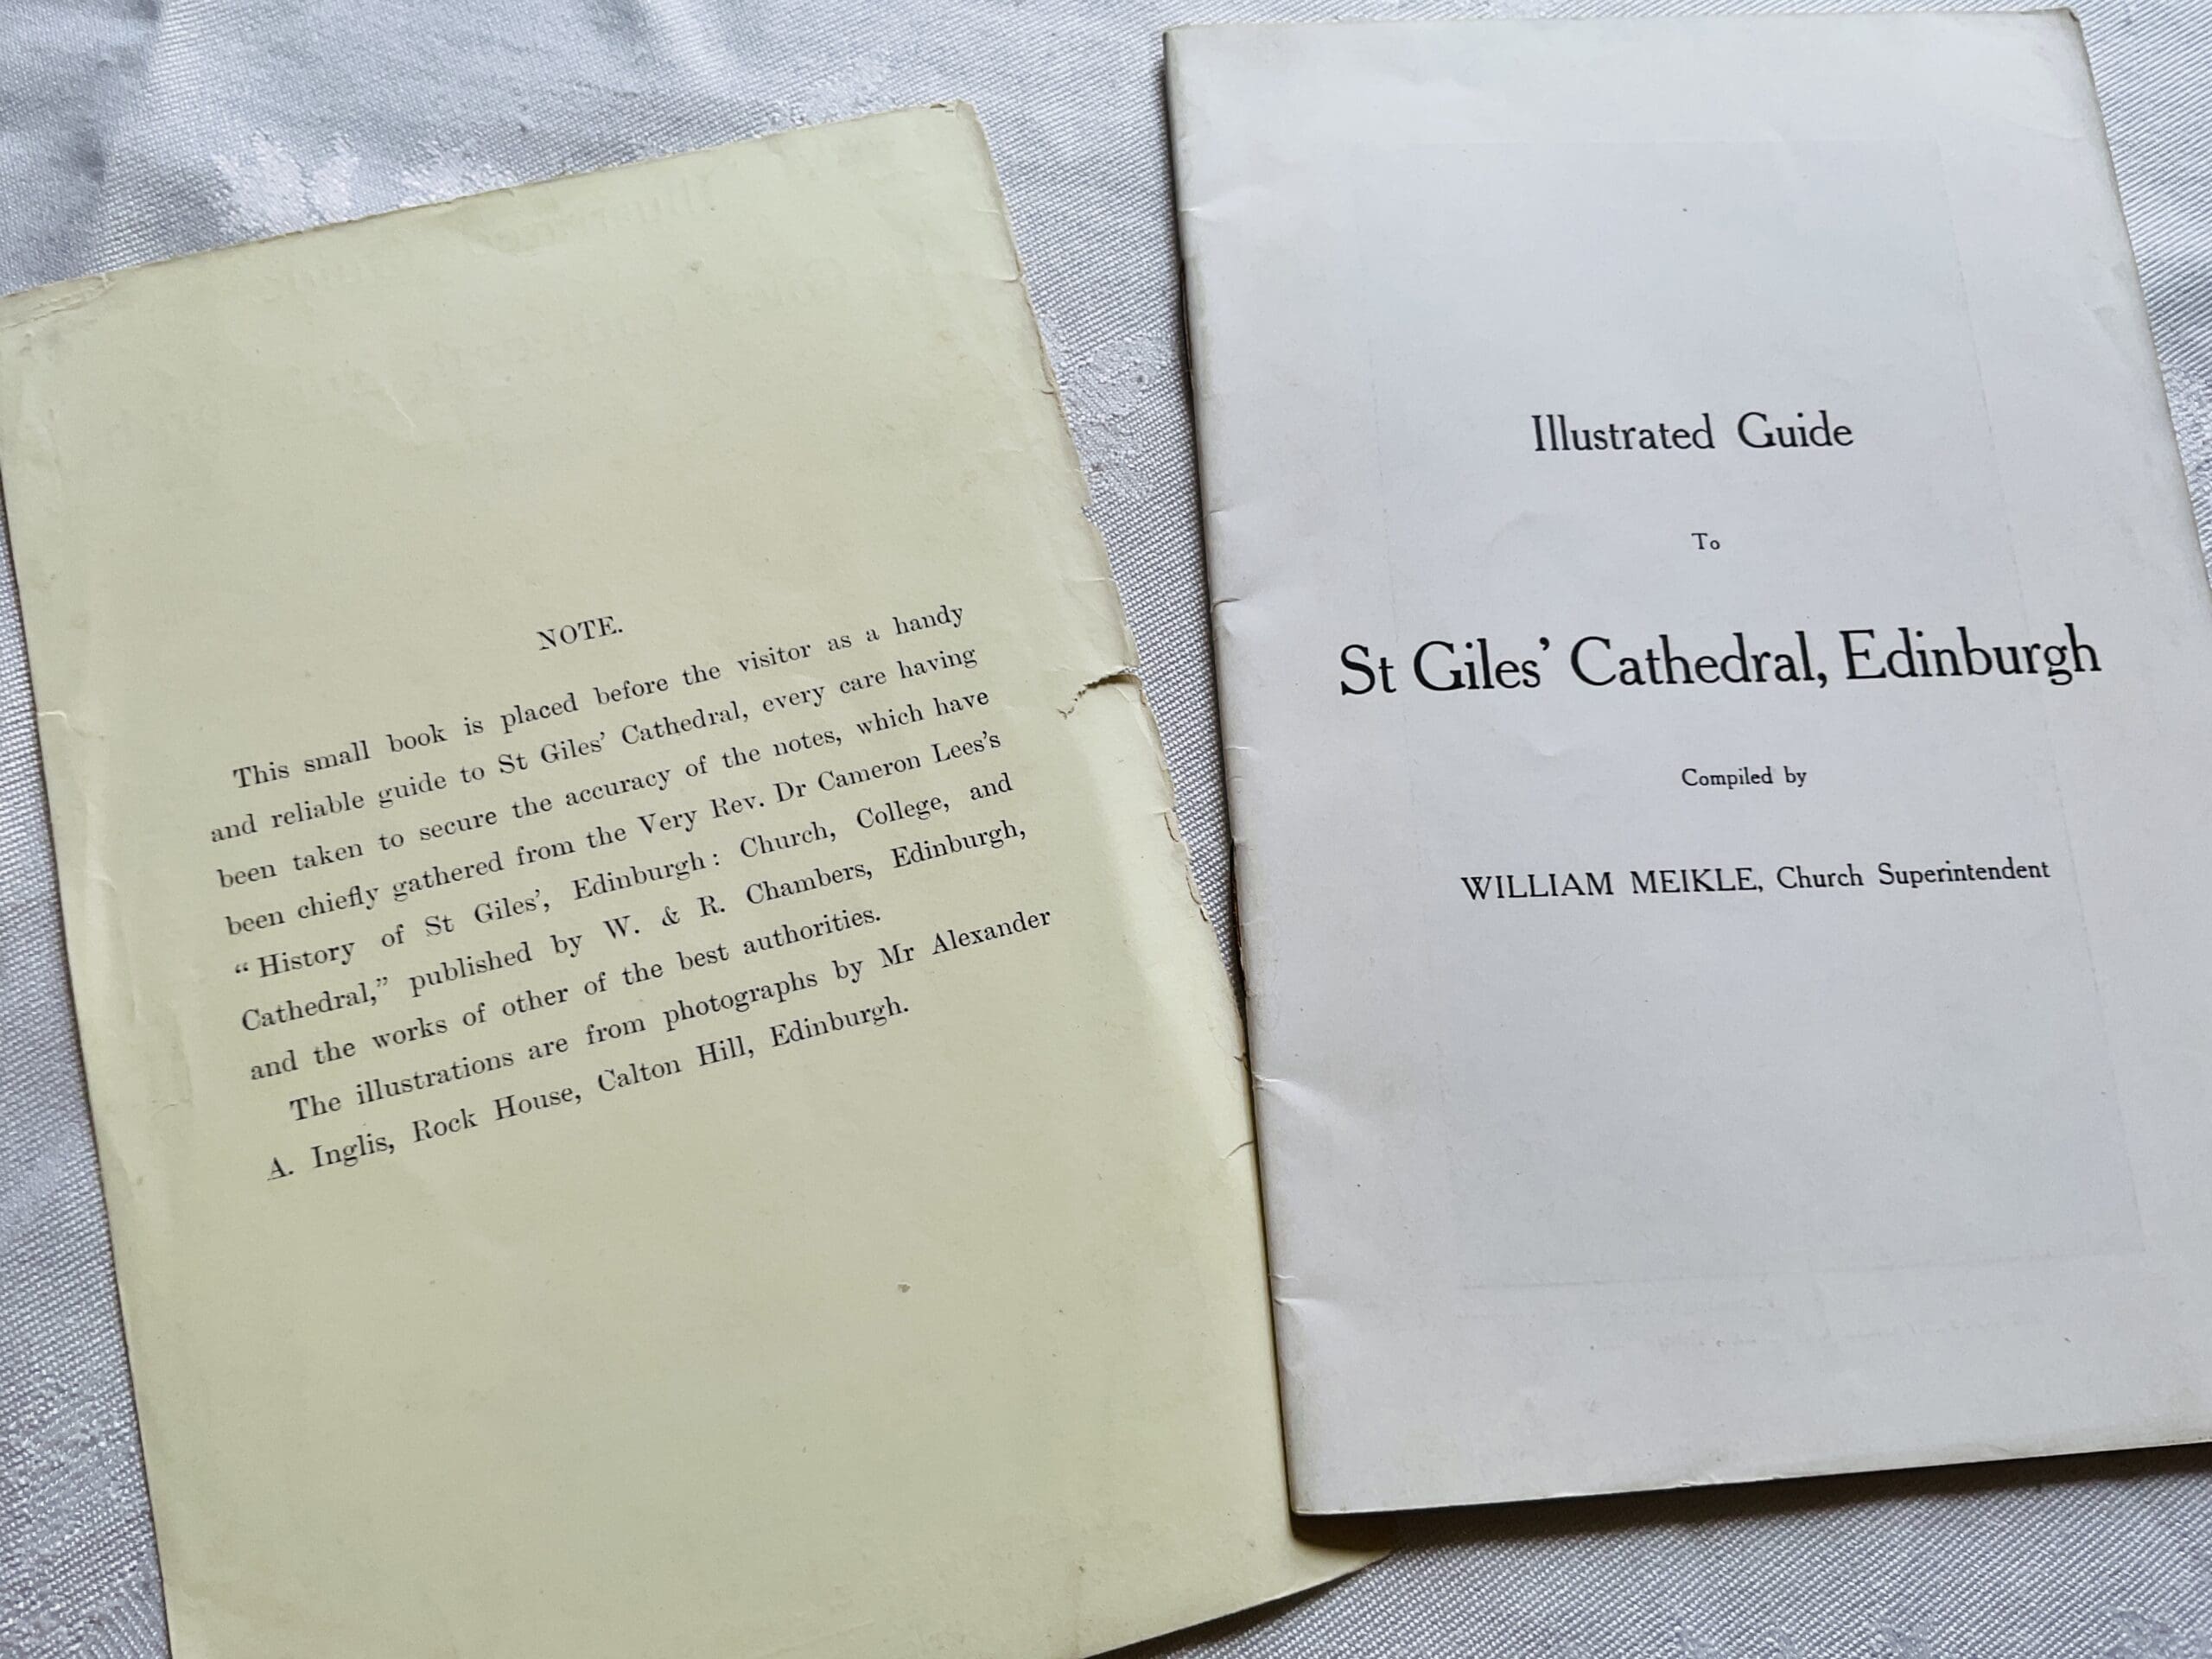 NOTE.
This small book is placed before the visitor as a handy
and reliable guide to St Giles' Cathedral, every care having
been taken to secure the accuracy of the notes, which have
been chiefly gathered from the Very Rev. Dr Cameron Lees's
“History of St Giles', Edinburgh: Church, College, and
Cathedral,” published by W. & R. Chambers, Edinburgh,
and the works of other of the best authorities.
The illustrations are from photographs by Mr Alexander
A. Inglis, Rock House, Calton Hill, Edinburgh.
Illustrated Guide
To
St Giles' Cathedral, Edinburgh
Compiled by
WILLIAM MEIKLE, Church Superintendent